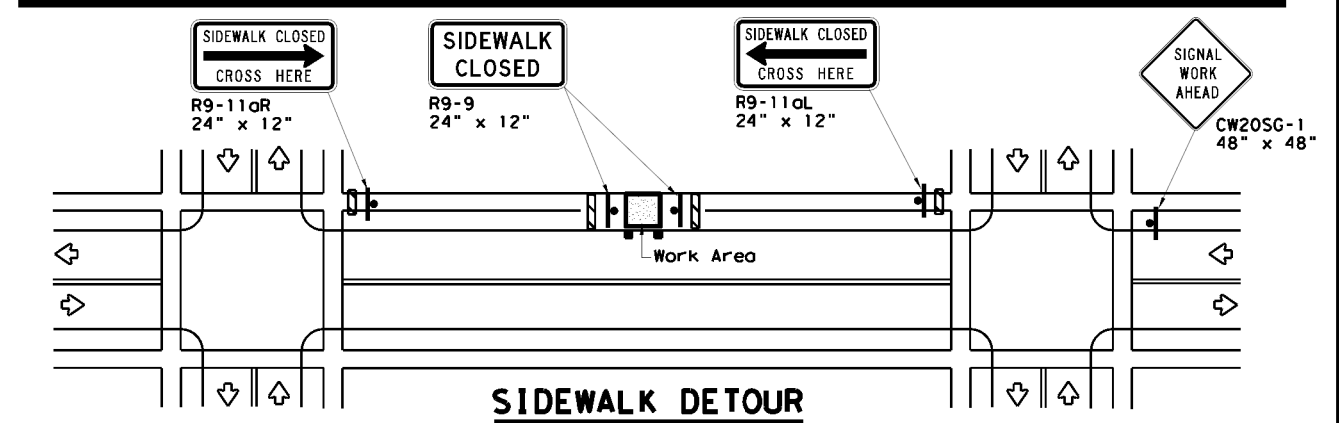 SIDEWALK CLOSED
CROSS HERE
R9-11aR
24" x 12"
SIDEWALK
CLOSED
R9-9
24" x 12"
SIDEWALK CLOSED
CROSS HERE
R9-11aL
24" x 12"
SIGNAL
WORK
AHEAD
CW20SG-1
48" x 48"
Work Area
SIDEWALK DETOUR